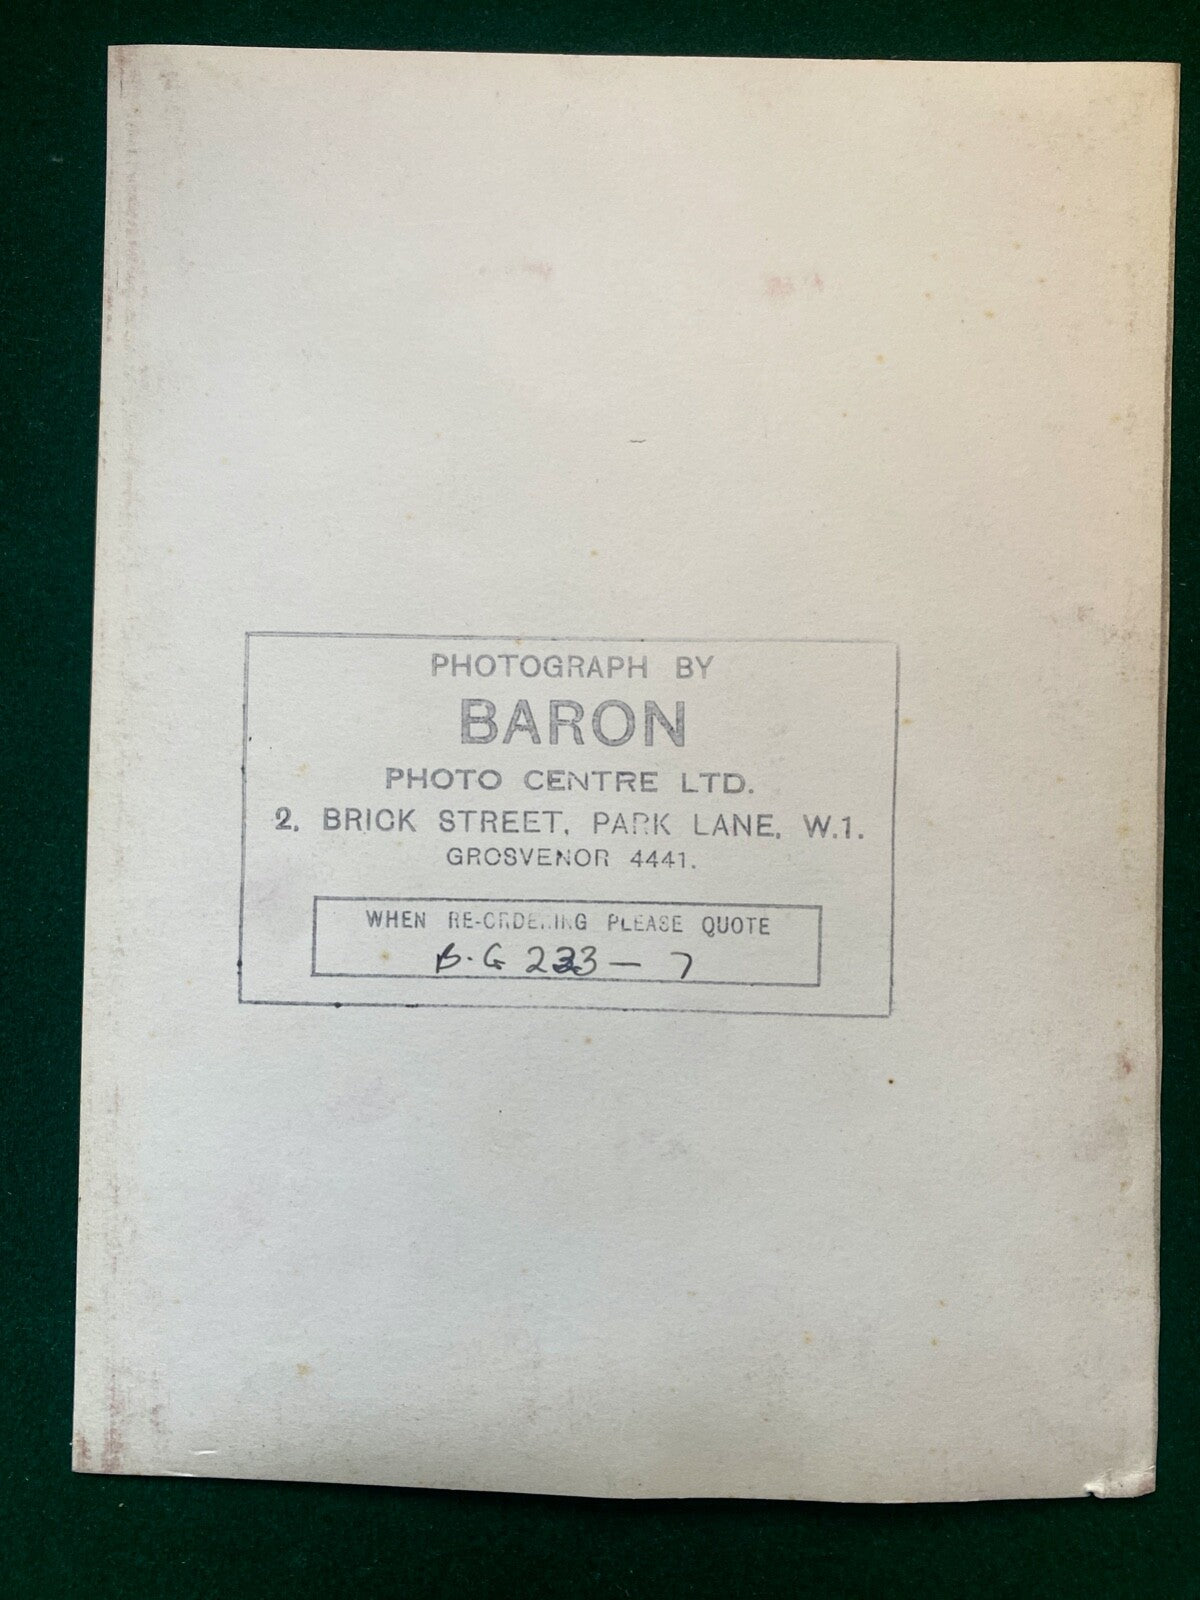 PHOTOGRAPH BY
BARON
PHOTO CENTRE LTD.
2, BRICK STREET, PARK LANE, W.1.
GROSVENOR 4441.
WHEN RE-ORDERING PLEASE QUOTE
B.G 233 - 7